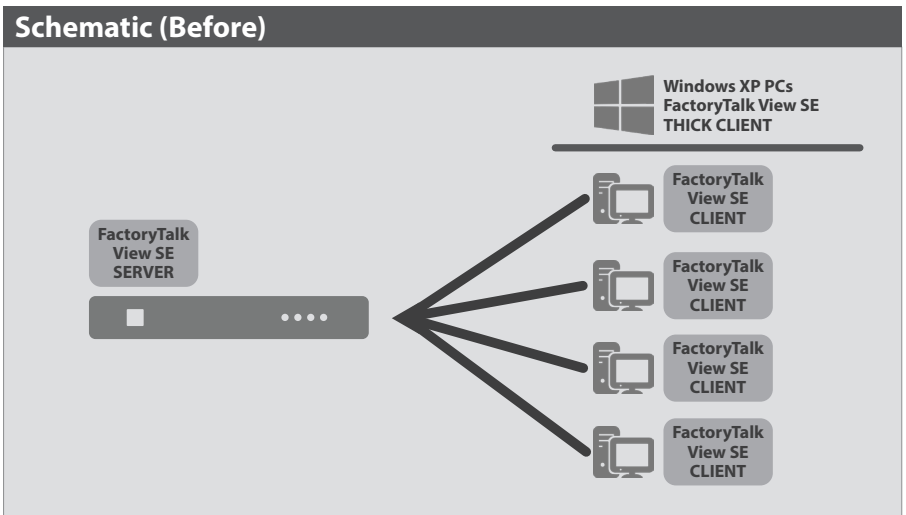 Schematic (Before)
Windows XP PCs
FactoryTalk View SE
THICK CLIENT
FactoryTalk
View SE
SERVER
FactoryTalk
View SE
CLIENT
FactoryTalk
View SE
CLIENT
FactoryTalk
View SE
CLIENT
FactoryTalk
View SE
CLIENT